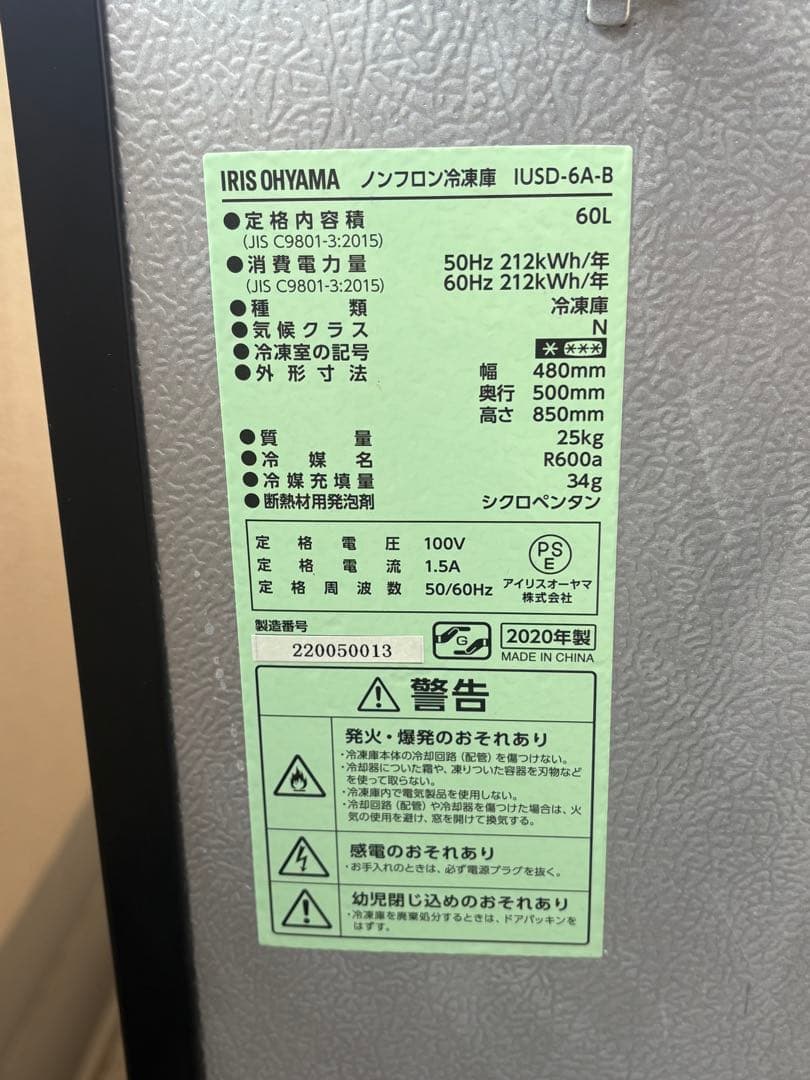 IRIS OHYAMA ノンフロン冷凍庫 IUSD-6A-B
●定格内容積 60L
(JIS C9801-3:2015)
●消費電力量 50Hz 212kWh/年
(JIS C9801-3:2015) 60Hz 212kWh/年
●種類 冷凍庫
●気候クラス N
●冷凍室の記号 * ***
●外形寸法 幅 480mm
奥行 500mm
高さ 850mm
●質量 25kg
●冷媒名 R600a
●冷媒充填量 34g
●断熱材用発泡剤 シクロペンタン
定格電圧 100V
定格電流 1.5A
定格周波数 50/60Hz
PS
E
アイリスオーヤマ
株式会社
製造番号
220050013
G
2020年製
MADE IN CHINA
警告
発火・爆発のおそれあり
・冷凍庫本体の冷却回路(配管)を傷つけない。
・冷却器についた霜や、凍りついた容器を刃物など
を使って取らない。
・冷凍庫内で電気製品を使用しない。
・冷却回路(配管)や冷却器を傷つけた場合は、火
気の使用を避け、窓を開けて換気する。
感電のおそれあり
・お手入れのときは、必ず電源プラグを抜く。
幼児閉じ込めのおそれあり
・冷凍庫を廃棄処分するときは、ドアパッキンを
はずす。